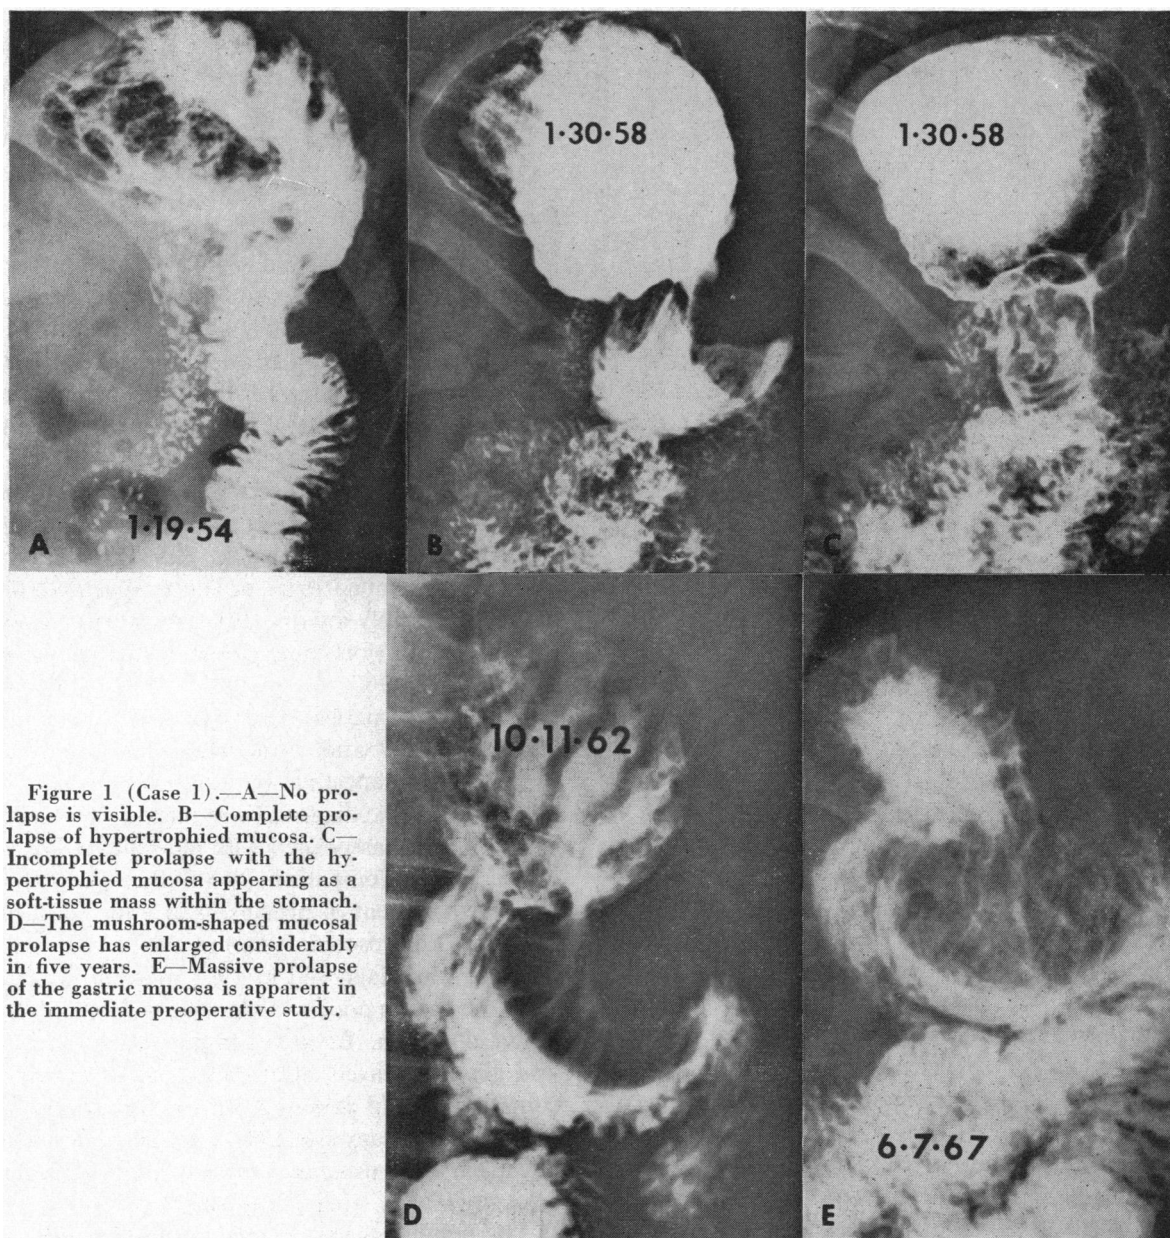 1·30·58
1·30·58
A
1·19·54
B
C
10·11·62
Figure 1 (Case 1).—A—No pro-
lapse is visible. B—Complete pro-
lapse of hypertrophied mucosa. C—
Incomplete prolapse with the hy-
pertrophied mucosa appearing as a
soft-tissue mass within the stomach.
D—The mushroom-shaped mucosal
prolapse has enlarged considerably
in five years. E—Massive prolapse
of the gastric mucosa is apparent in
the immediate preoperative study.
6·7·67
D
E